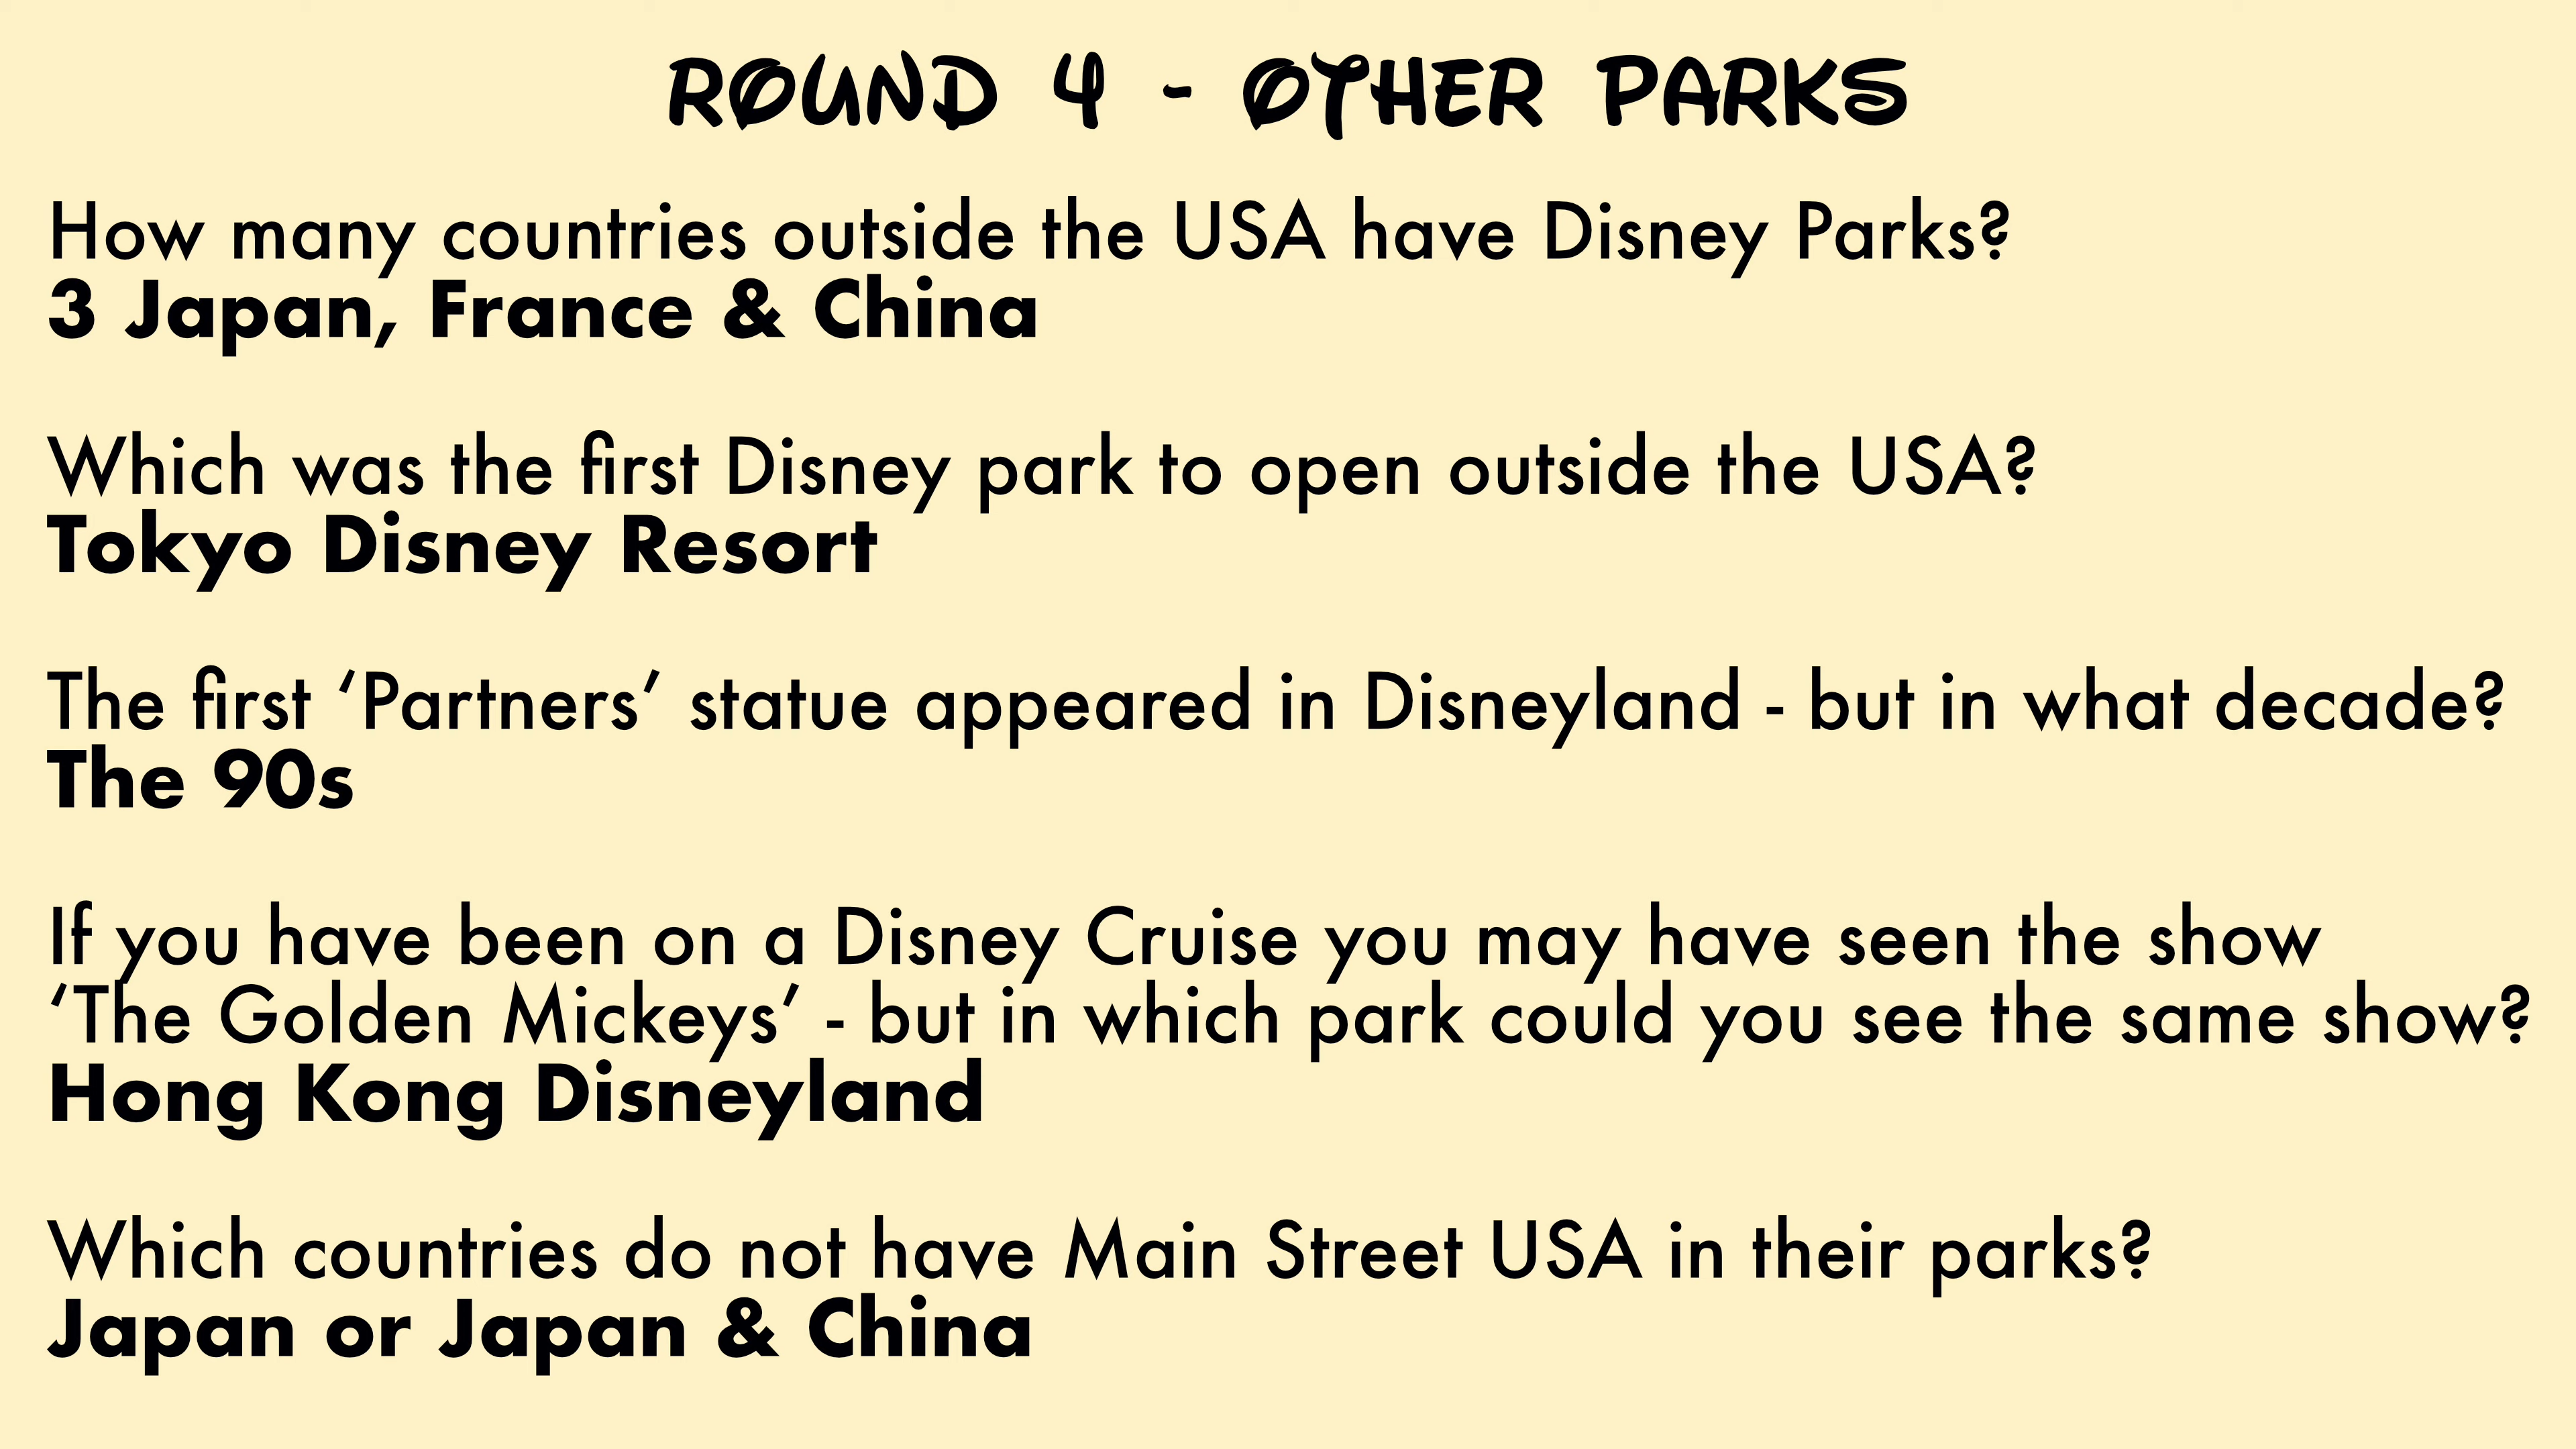 ROUND 4 - OTHER PARKS
How many countries outside the USA have Disney Parks?
3 Japan, France & China
Which was the first Disney park to open outside the USA?
Tokyo Disney Resort
The first ‘Partners’ statue appeared in Disneyland - but in what decade?
The 90s
If you have been on a Disney Cruise you may have seen the show
‘The Golden Mickeys’ - but in which park could you see the same show?
Hong Kong Disneyland
Which countries do not have Main Street USA in their parks?
Japan or Japan & China